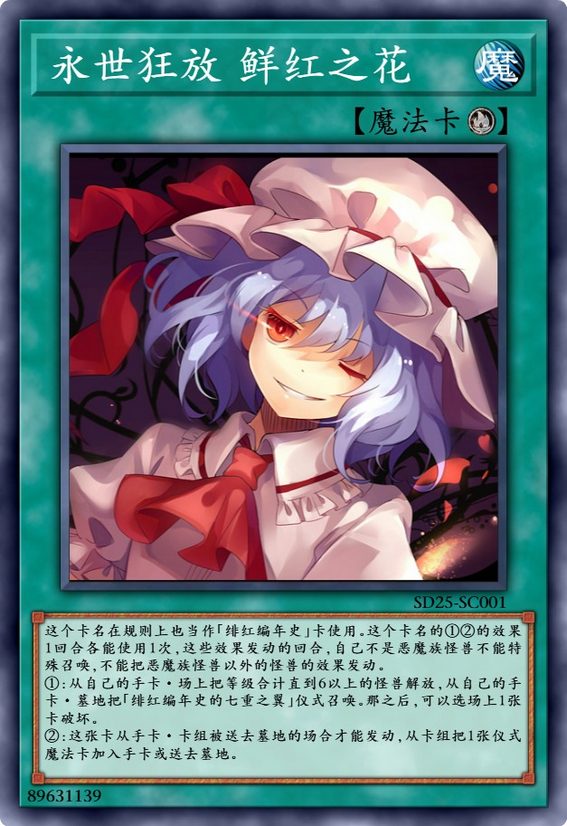 永世狂放 鲜红之花
魔
【魔法卡】
SD25-SC001
这个卡名在规则上也当作「绯红编年史」卡使用。这个卡名的①②的效果
1回合各能使用1次,这些效果发动的回合,自己不是恶魔族怪兽不能特
殊召唤,不能把恶魔族怪兽以外的怪兽的效果发动。
①:从自己的手卡·场上把等级合计直到6以上的怪兽解放,从自己的手
卡·墓地把「绯红编年史的七重之翼」仪式召唤。那之后,可以选场上1张
卡破坏。
②:这张卡从手卡·卡组被送去墓地的场合才能发动,从卡组把1张仪式
魔法卡加入手卡或送去墓地。
89631139